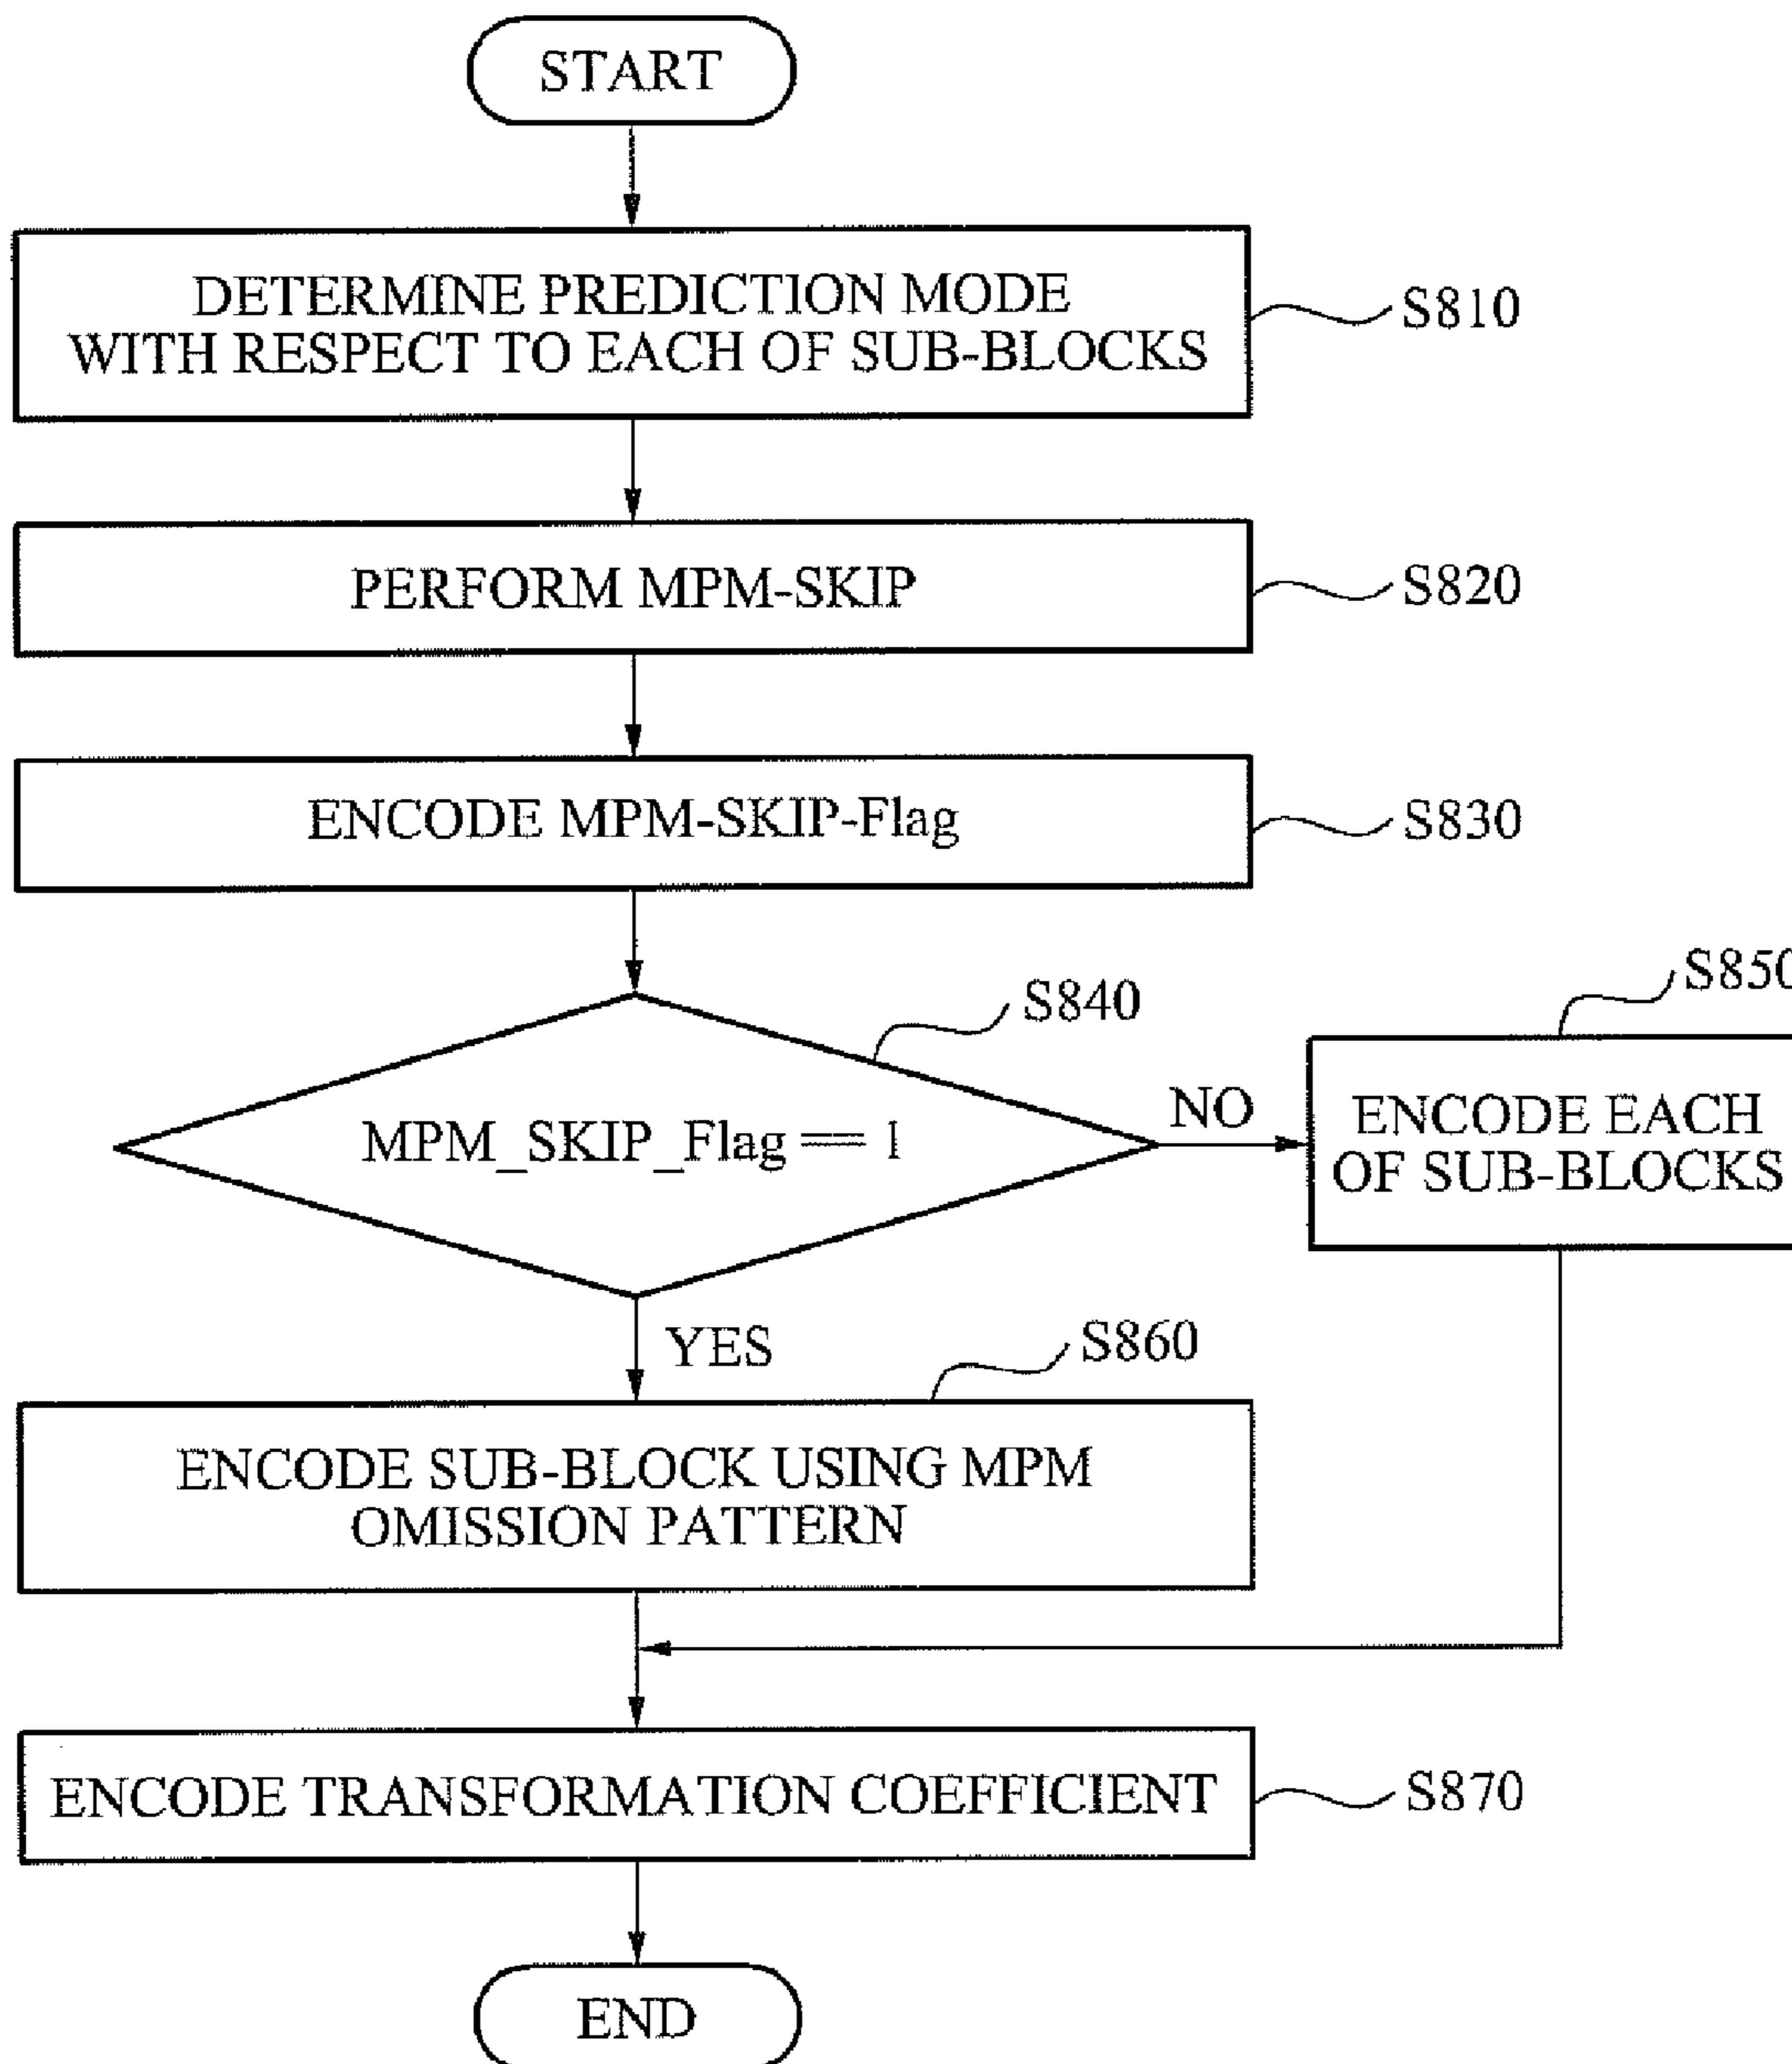 START
DETERMINE PREDICTION MODE
WITH RESPECT TO EACH OF SUB-BLOCKS
S810
PERFORM MPM-SKIP
S820
ENCODE MPM-SKIP-Flag
S830
S840
MPM_SKIP_Flag == 1
NO
S850
ENCODE EACH
OF SUB-BLOCKS
YES
S860
ENCODE SUB-BLOCK USING MPM
OMISSION PATTERN
ENCODE TRANSFORMATION COEFFICIENT
S870
END